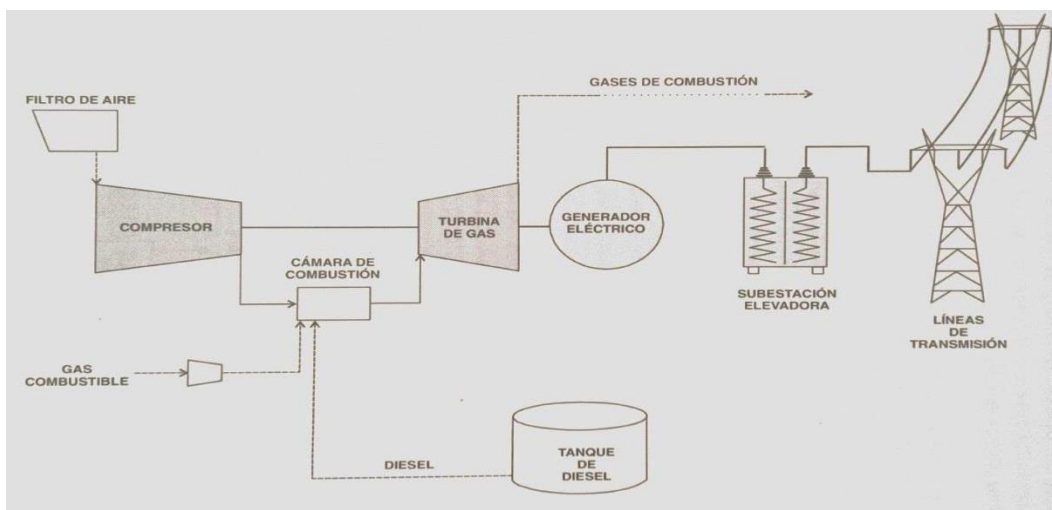 GASES DE COMBUSTIÓN
FILTRO DE AIRE
COMPRESOR
TURBINA
DE GAS
GENERADOR
ELÉCTRICO
CÁMARA DE
COMBUSTIÓN
SUBESTACIÓN
ELEVADORA
LÍNEAS
DE
TRANSMISIÓN
GAS
COMBUSTIBLE
DIESEL
TANQUE
DE
DIESEL